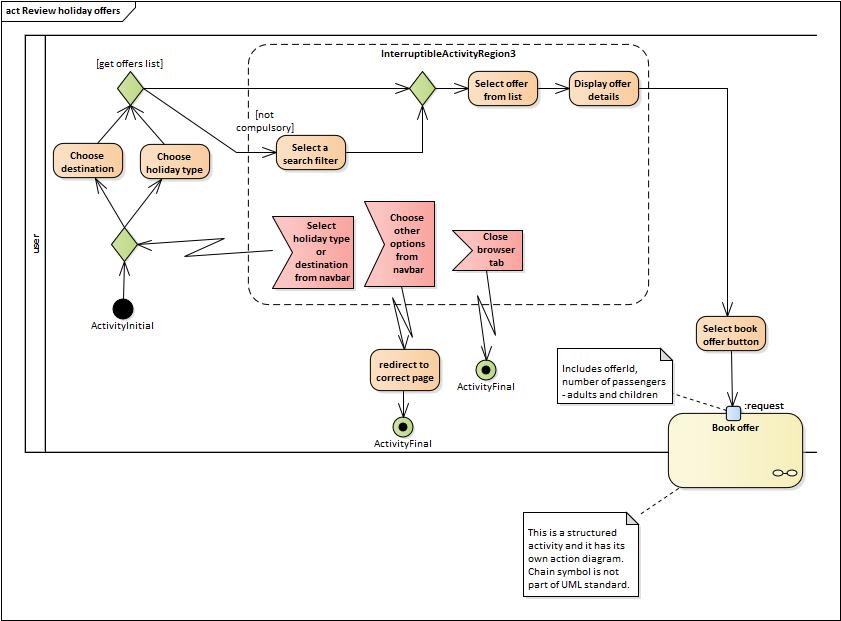 act Review holiday offers
InterruptibleActivityRegion3
[get offers list]
Select offer
from list
Display offer
details
[not
compulsory]
Choose
destination
Choose
holiday type
Select a
search filter
user
Select
holiday type
or
destination
from navbar
Choose
other
options
from
navbar
Close
browser
tab
ActivityInitial
Select book
offer button
redirect to
correct page
ActivityFinal
Includes offerId,
number of passengers
- adults and children
:request
Book offer
ActivityFinal
This is a structured
activity and it has its
own action diagram.
Chain symbol is not
part of UML standard.